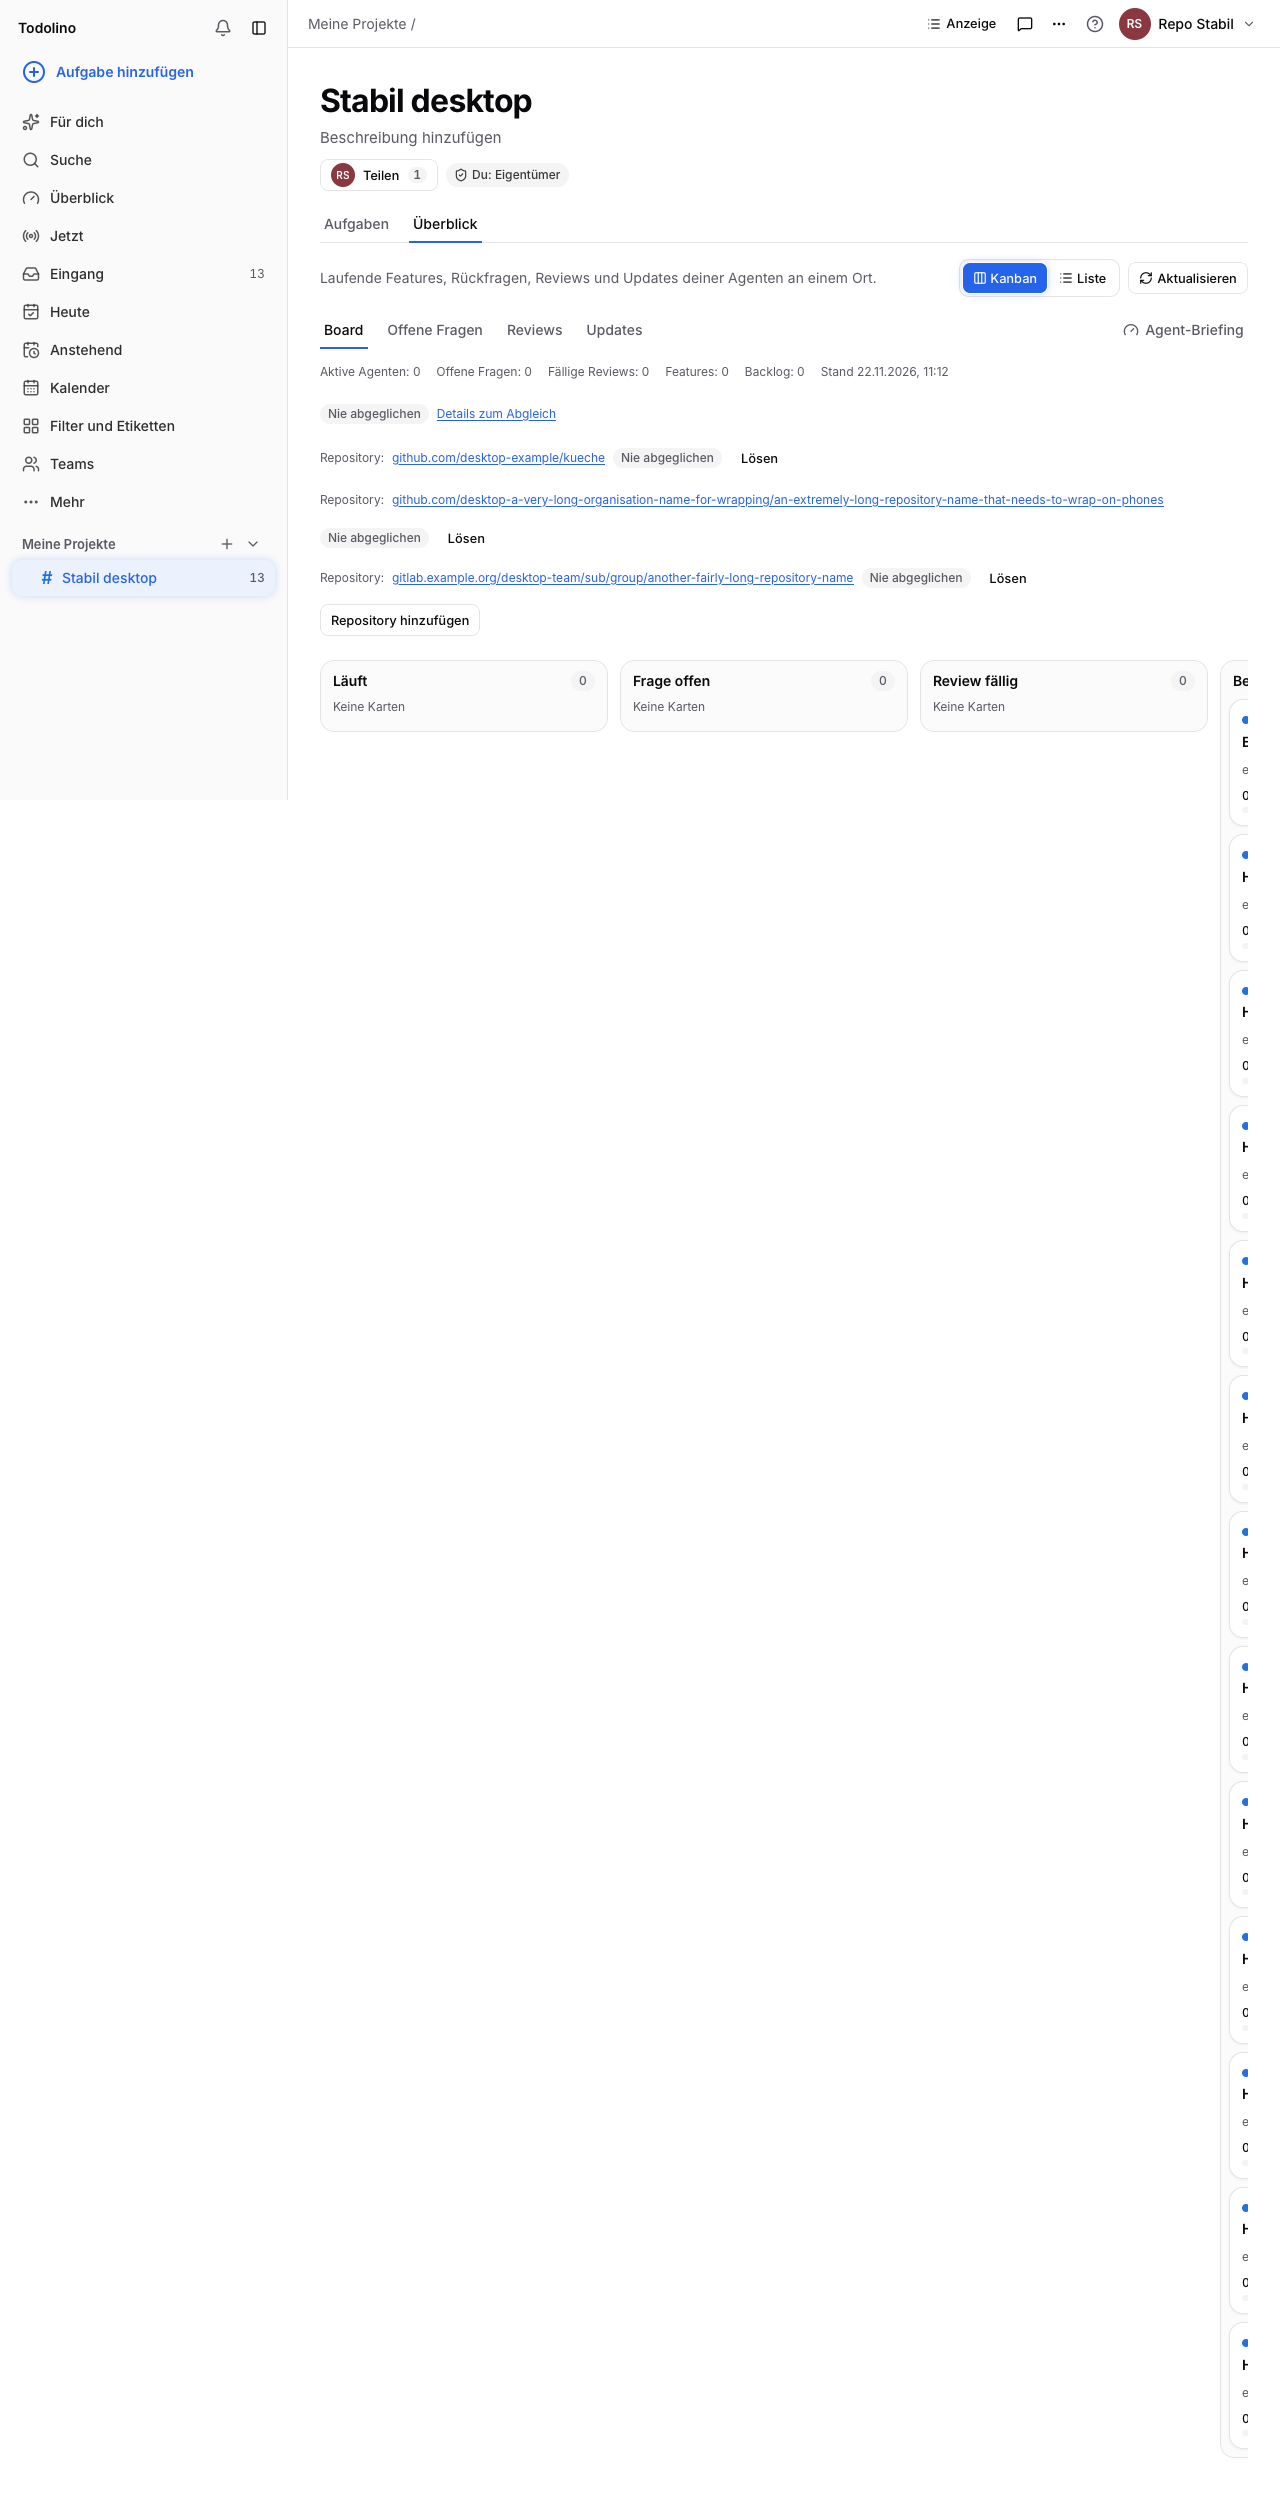 Todolino
Aufgabe hinzufügen
Für dich
Suche
Überblick
Jetzt
Eingang 13
Heute
Anstehend
Kalender
Filter und Etiketten
Teams
Mehr
Meine Projekte
# Stabil desktop 13
Meine Projekte /
Anzeige
RS Repo Stabil
Stabil desktop
Beschreibung hinzufügen
RS Teilen 1 Du: Eigentümer
Aufgaben Überblick
Laufende Features, Rückfragen, Reviews und Updates deiner Agenten an einem Ort. Kanban Liste Aktualisieren
Board Offene Fragen Reviews Updates Agent-Briefing
Aktive Agenten: 0 Offene Fragen: 0 Fällige Reviews: 0 Features: 0 Backlog: 0 Stand 22.11.2026, 11:12
Nie abgeglichen Details zum Abgleich
Repository: github.com/desktop-example/kueche Nie abgeglichen Lösen
Repository: github.com/desktop-a-very-long-organisation-name-for-wrapping/an-extremely-long-repository-name-that-needs-to-wrap-on-phones
Nie abgeglichen Lösen
Repository: gitlab.example.org/desktop-team/sub/group/another-fairly-long-repository-name Nie abgeglichen Lösen
Repository hinzufügen
Läuft 0
Keine Karten
Frage offen 0
Keine Karten
Review fällig 0
Keine Karten
Be